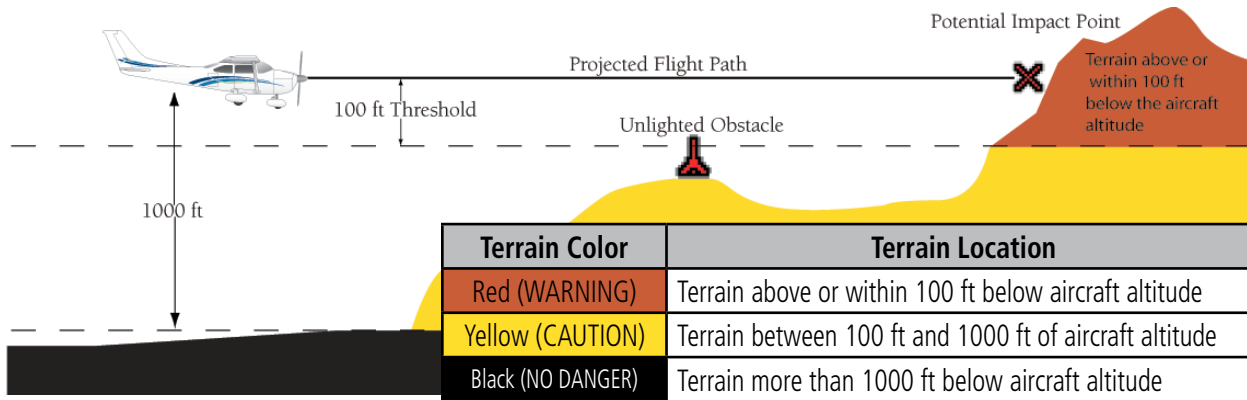 Potential Impact Point
Projected Flight Path
Terrain above or
within 100 ft
below the aircraft
altitude
100 ft Threshold
Unlighted Obstacle
1000 ft
Terrain Color Terrain Location
Red (WARNING) Terrain above or within 100 ft below aircraft altitude
Yellow (CAUTION) Terrain between 100 ft and 1000 ft of aircraft altitude
Black (NO DANGER) Terrain more than 1000 ft below aircraft altitude